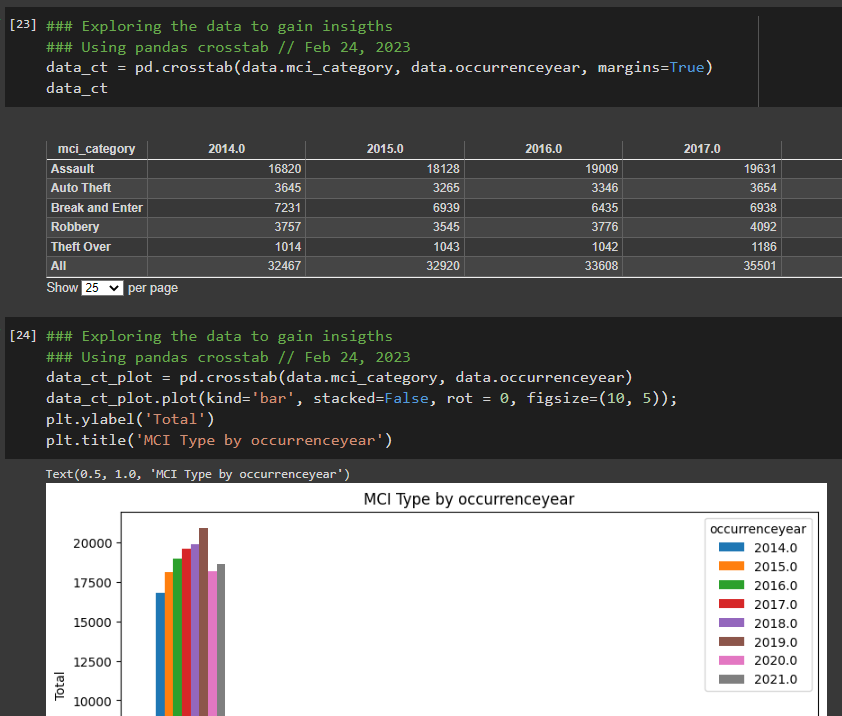 [23] ### Exploring the data to gain insigths
### Using pandas crosstab // Feb 24, 2023
data_ct = pd.crosstab(data.mci_category, data.occurrenceyear, margins=True)
data_ct
mci_category 2014.0 2015.0 2016.0 2017.0
Assault 16820 18128 19009 19631
Auto Theft 3645 3265 3346 3654
Break and Enter 7231 6939 6435 6938
Robbery 3757 3545 3776 4092
Theft Over 1014 1043 1042 1186
All 32467 32920 33608 35501
Show 25 per page
[24] ### Exploring the data to gain insigths
### Using pandas crosstab // Feb 24, 2023
data_ct_plot = pd.crosstab(data.mci_category, data.occurrenceyear)
data_ct_plot.plot(kind='bar', stacked=False, rot = 0, figsize=(10, 5));
plt.ylabel('Total')
plt.title('MCI Type by occurrenceyear')
Text(0.5, 1.0, 'MCI Type by occurrenceyear')
MCI Type by occurrenceyear
20000
17500
15000
12500
10000
Total
occurrenceyear
2014.0
2015.0
2016.0
2017.0
2018.0
2019.0
2020.0
2021.0